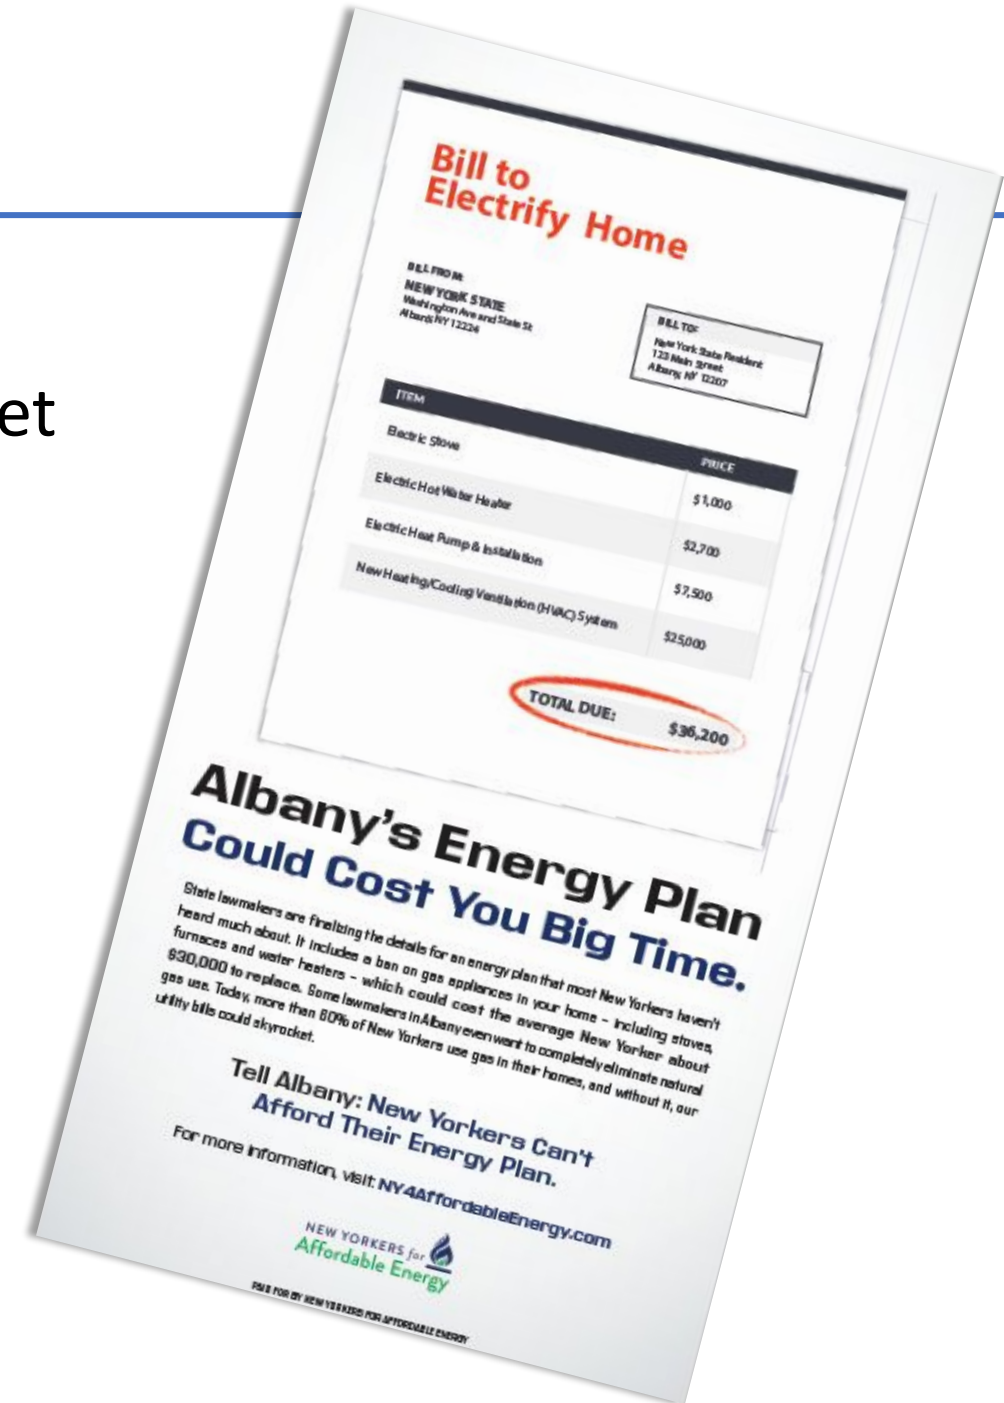 et
Bill to
Electrify Home
BILL FROM:
NEW YORK STATE
Washington Ave and State St
Albany, NY 12224
BILL TO:
New York State Resident
123 Main Street
Albany, NY 12207
ITEM PRICE
Electric Stove $1,000
Electric Hot Water Heater $2,700
Electric Heat Pump & Installation $7,500
New Heating/Cooling Ventilation (HVAC) System $25,000
TOTAL DUE: $36,200
Albany's Energy Plan
Could Cost You Big Time.
State lawmakers are finalizing the details for an energy plan that most New Yorkers haven't
heard much about. It includes a ban on gas appliances in your home – including stoves,
furnaces and water heaters – which could cost the average New Yorker about
$30,000 to replace. Some lawmakers in Albany even want to completely eliminate natural
gas use. Today, more than 60% of New Yorkers use gas in their homes, and without it, our
utility bills could skyrocket.
Tell Albany: New Yorkers Can't
Afford Their Energy Plan.
For more information, visit: NY4AffordableEnergy.com
NEW YORKERS for
Affordable Energy
PAID FOR BY NEW YORKERS FOR AFFORDABLE ENERGY